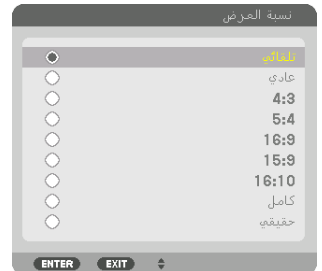 نسبة العرض
تلقائي
عادي
4:3
5:4
16:9
15:9
16:10
كامل
حقيقي
ENTER EXIT